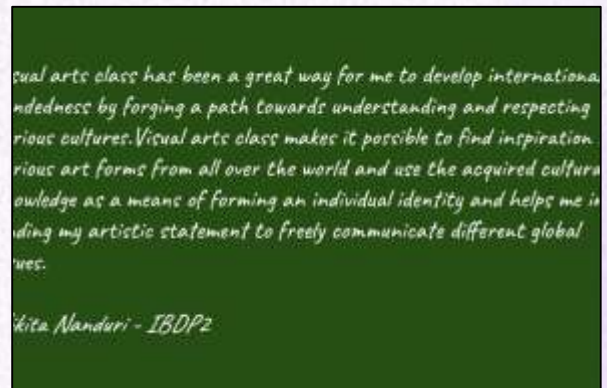 sual arts class has been a great way for me to develop internationa
ndedness by forging a path towards understanding and respecting
rious cultures.Visual arts class makes it possible to find inspiration
rious art forms from all over the world and use the acquired cultura
owledge as a means of forming an individual identity and helps me in
ding my artistic statement to freely communicate different global
ues.
ikita Nanduri - IBDP2